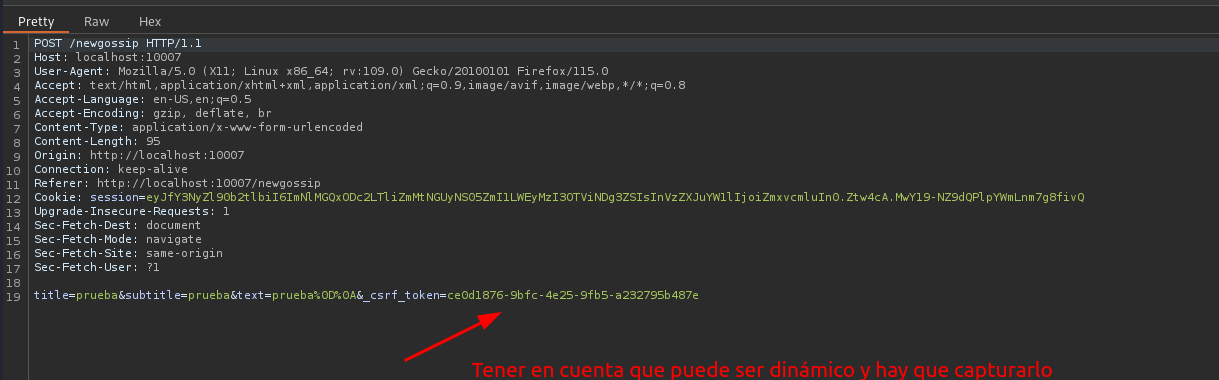 Pretty Raw Hex
1 POST /newgossip HTTP/1.1
2 Host: localhost:10007
3 User-Agent: Mozilla/5.0 (X11; Linux x86_64; rv:109.0) Gecko/20100101 Firefox/115.0
4 Accept: text/html,application/xhtml+xml,application/xml;q=0.9,image/avif,image/webp,*/*;q=0.8
5 Accept-Language: en-US,en;q=0.5
6 Accept-Encoding: gzip, deflate, br
7 Content-Type: application/x-www-form-urlencoded
8 Content-Length: 95
9 Origin: http://localhost:10007
10 Connection: keep-alive
11 Referer: http://localhost:10007/newgossip
12 Cookie: session=eyJfY3NyZl90b2tlbiI6ImNlMGQxODc2LTliZmMtNGUyNS05ZmI1LWEyMzI3OTViNDg3ZSIsInVzZXJuYW1lIjoiZmxvcmluIn0.Ztw4cA.MwY19-NZ9dQPlpYWmLnm7g8fivQ
13 Upgrade-Insecure-Requests: 1
14 Sec-Fetch-Dest: document
15 Sec-Fetch-Mode: navigate
16 Sec-Fetch-Site: same-origin
17 Sec-Fetch-User: ?1
18
19 title=prueba&subtitle=prueba&text=prueba%0D%0A&_csrf_token=ce0d1876-9bfc-4e25-9fb5-a232795b487e
Tener en cuenta que puede ser dinámico y hay que capturarlo